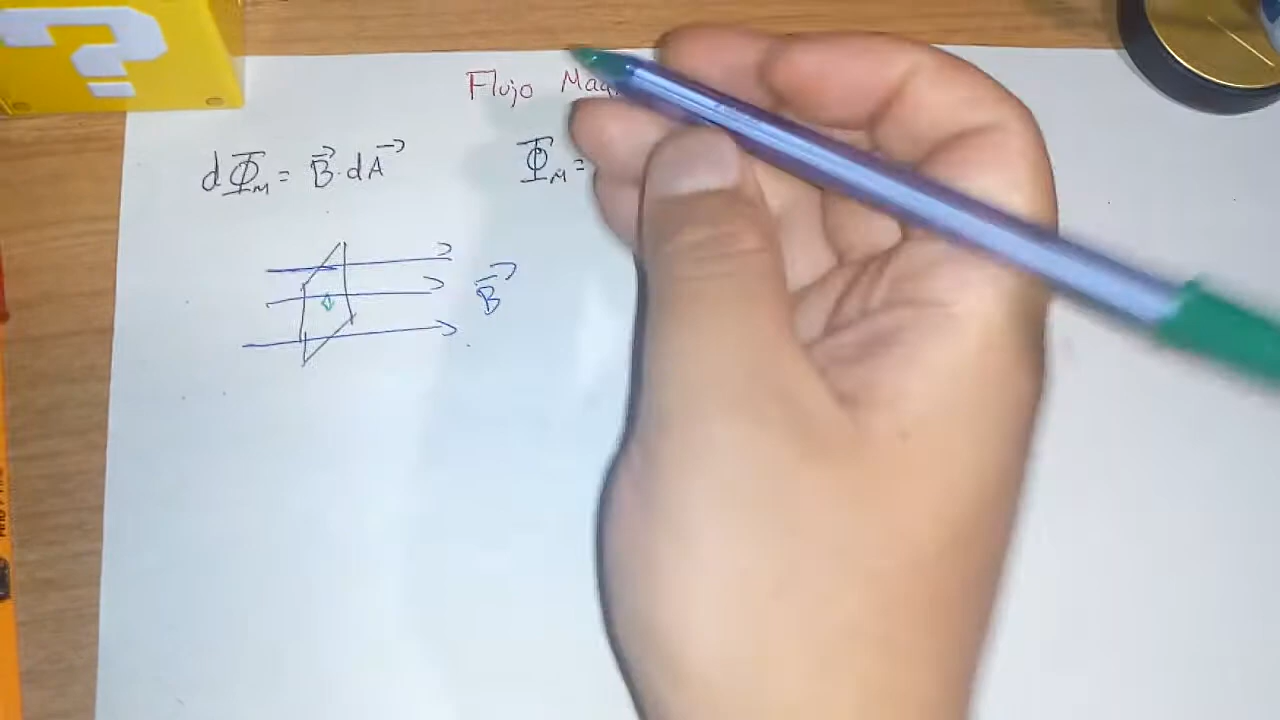 ?
Flujo
dΦ_M = B⃗·dA⃗
Φ_M =
B⃗